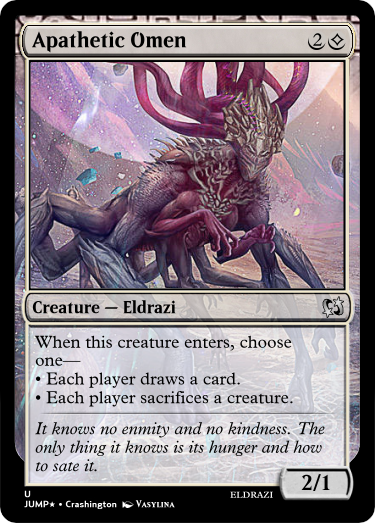 Apathetic Omen 2
Creature — Eldrazi
When this creature enters, choose
one—
• Each player draws a card.
• Each player sacrifices a creature.
It knows no enmity and no kindness. The
only thing it knows is its hunger and how
to sate it.
2/1
U ELDRAZI
JUMP★ • Crashington VASYLINA